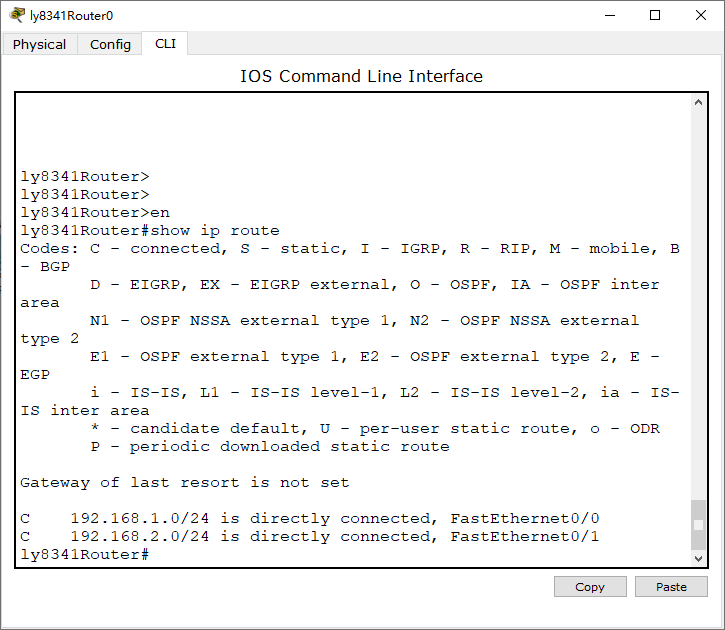 ly8341Router0
Physical Config CLI
IOS Command Line Interface
ly8341Router>
ly8341Router>
ly8341Router>en
ly8341Router#show ip route
Codes: C - connected, S - static, I - IGRP, R - RIP, M - mobile, B
- BGP
       D - EIGRP, EX - EIGRP external, O - OSPF, IA - OSPF inter
area
       N1 - OSPF NSSA external type 1, N2 - OSPF NSSA external
type 2
       E1 - OSPF external type 1, E2 - OSPF external type 2, E -
EGP
       i - IS-IS, L1 - IS-IS level-1, L2 - IS-IS level-2, ia - IS-
IS inter area
       * - candidate default, U - per-user static route, o - ODR
       P - periodic downloaded static route
Gateway of last resort is not set
C    192.168.1.0/24 is directly connected, FastEthernet0/0
C    192.168.2.0/24 is directly connected, FastEthernet0/1
ly8341Router#
Copy Paste